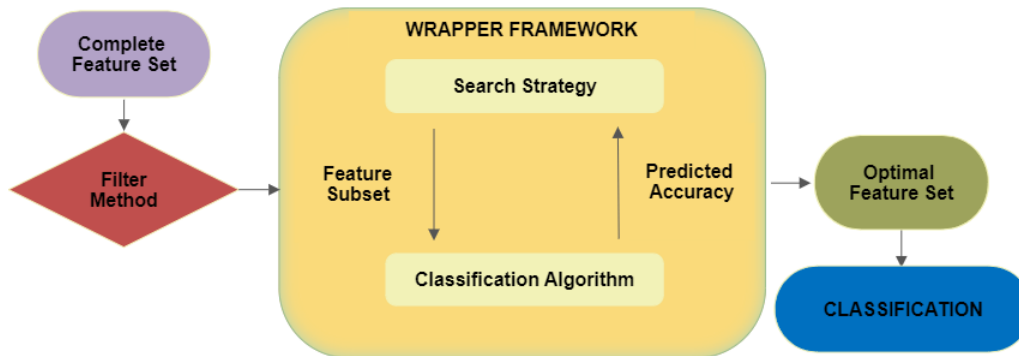 Complete
Feature Set
Filter
Method
WRAPPER FRAMEWORK
Search Strategy
Feature
Subset
Predicted
Accuracy
Classification Algorithm
Optimal
Feature Set
CLASSIFICATION